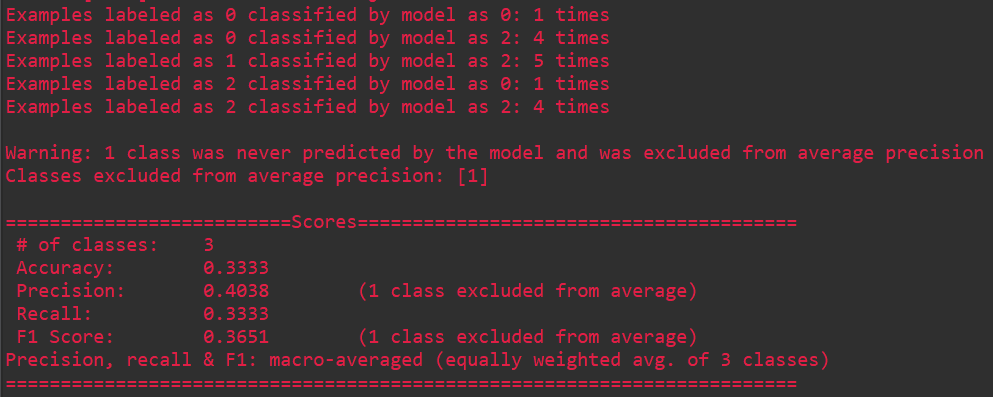 Examples labeled as 0 classified by model as 0: 1 times
Examples labeled as 0 classified by model as 2: 4 times
Examples labeled as 1 classified by model as 2: 5 times
Examples labeled as 2 classified by model as 0: 1 times
Examples labeled as 2 classified by model as 2: 4 times

Warning: 1 class was never predicted by the model and was excluded from average precision
Classes excluded from average precision: [1]

==========================Scores========================================
# of classes:    3
Accuracy:        0.3333
Precision:       0.4038        (1 class excluded from average)
Recall:          0.3333
F1 Score:        0.3651        (1 class excluded from average)
Precision, recall & F1: macro-averaged (equally weighted avg. of 3 classes)
========================================================================